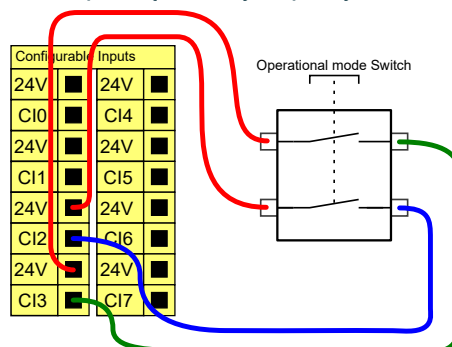 Configurable Inputs
Operational mode Switch
24V 24V
CI0 CI4
24V 24V
CI1 CI5
24V 24V
CI2 CI6
24V 24V
CI3 CI7